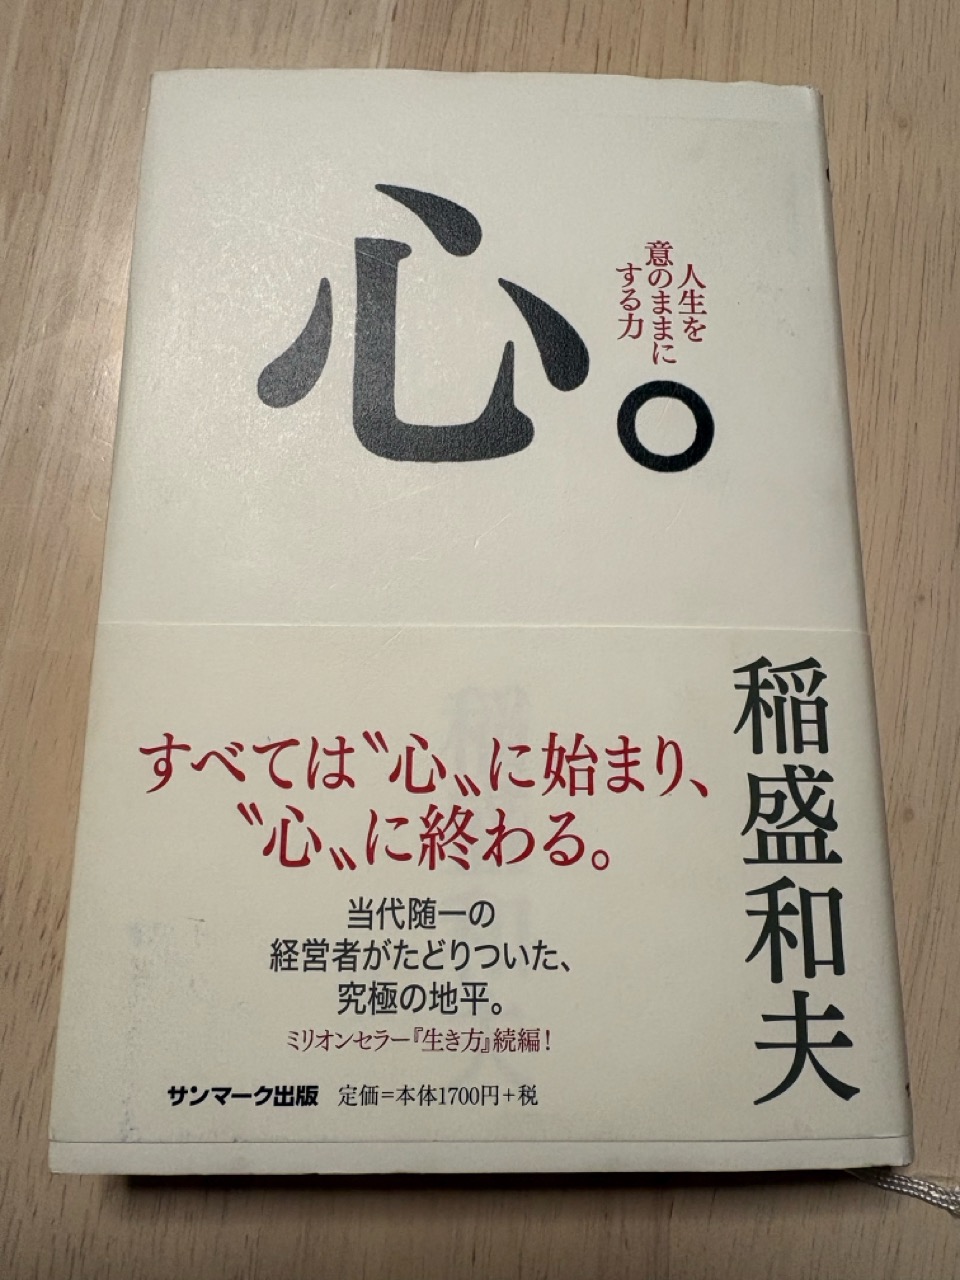 心。
人生を
意のままに
する力
稲盛和夫
すべては〝心〟に始まり、
〝心〟に終わる。
当代随一の
経営者がたどりついた、
究極の地平。
ミリオンセラー『生き方』続編！
サンマーク出版 定価=本体1700円+税